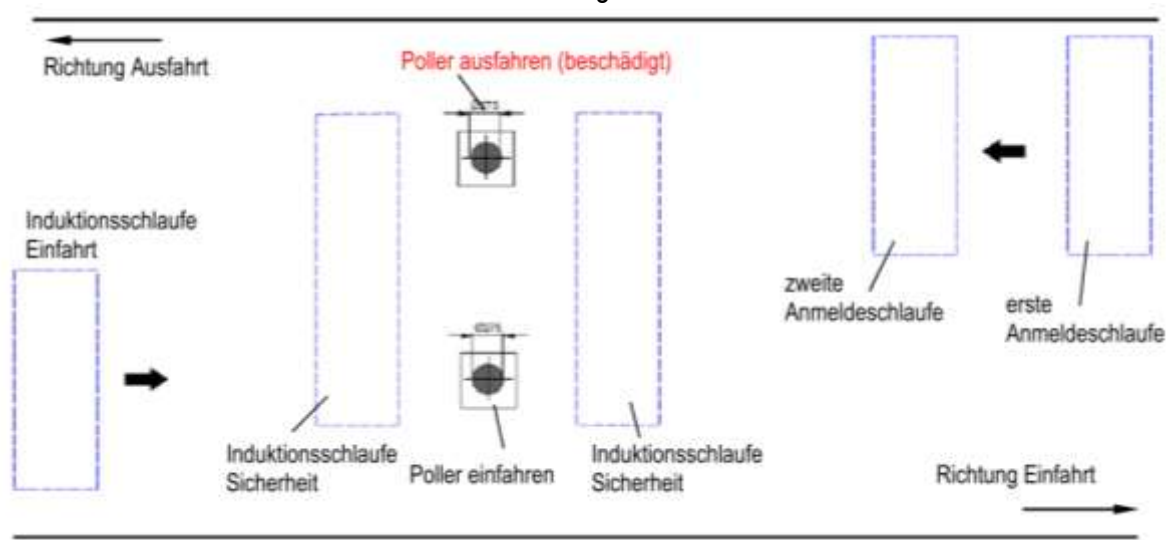 Richtung Ausfahrt
Poller ausfahren (beschädigt)
Induktionsschlaufe
Einfahrt
zweite
Anmeldeschlaufe
erste
Anmeldeschlaufe
Induktionsschlaufe
Sicherheit
Poller einfahren
Induktionsschlaufe
Sicherheit
Richtung Einfahrt